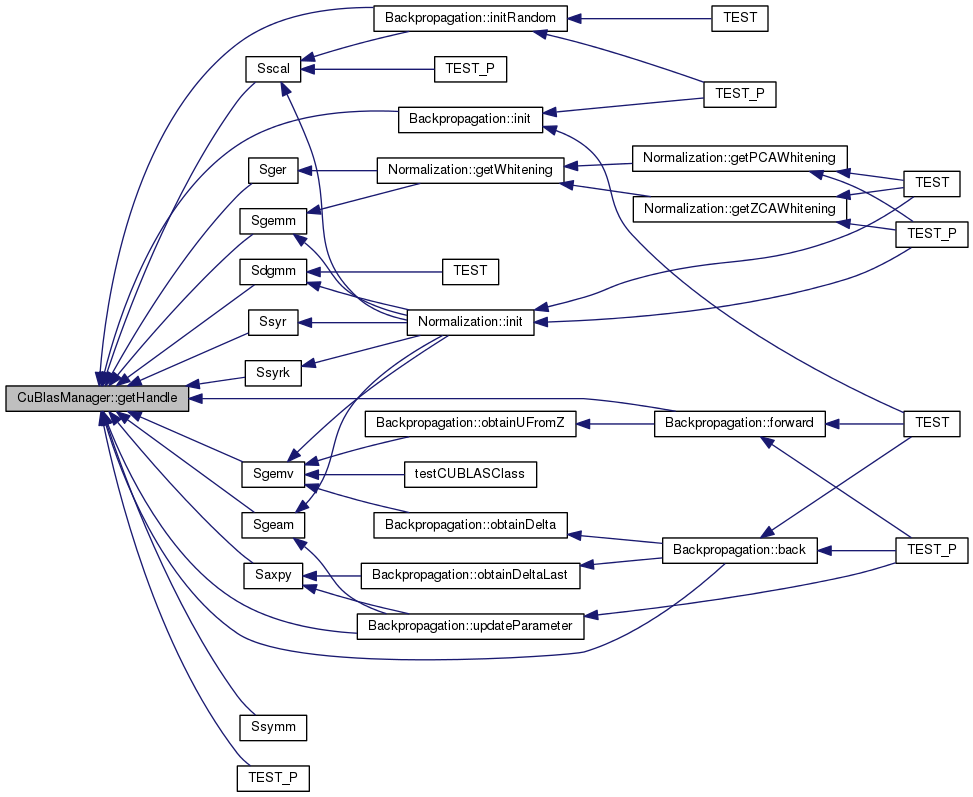 Backpropagation::initRandom
TEST
Sscal
TEST_P
TEST_P
Backpropagation::init
Normalization::getPCAWhitening
Sger
Normalization::getWhitening
TEST
Normalization::getZCAWhitening
Sgemm
TEST_P
Sdgmm
TEST
Ssyr
Normalization::init
Ssyrk
CuBlasManager::getHandle
Backpropagation::obtainUFromZ
Backpropagation::forward
TEST
Sgemv
testCUBLASClass
Sgeam
Backpropagation::obtainDelta
Backpropagation::back
TEST_P
Saxpy
Backpropagation::obtainDeltaLast
Backpropagation::updateParameter
Ssymm
TEST_P